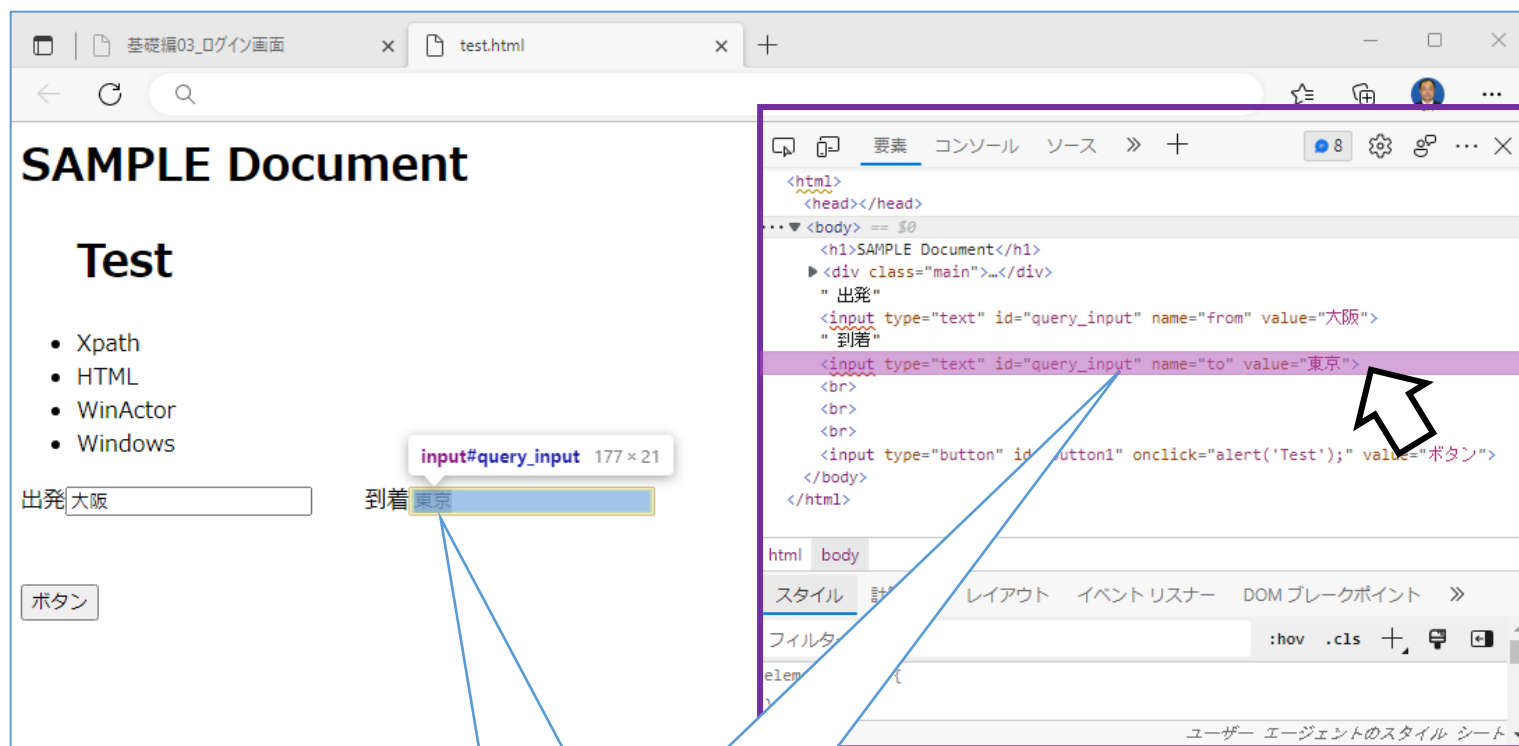 基礎編03_ログイン画面
test.html
SAMPLE Document
Test
Xpath
HTML
WinActor
Windows
input#query_input 177 × 21
出発 大阪 到着 東京
ボタン
要素 コンソール ソース 8
<html>
<head></head>
<body> == $0
<h1>SAMPLE Document</h1>
<div class="main">…</div>
" 出発"
<input type="text" id="query_input" name="from" value="大阪">
" 到着"
<input type="text" id="query_input" name="to" value="東京">
<br>
<br>
<br>
<input type="button" id utton1" onclick="alert('Test');" value="ボタン">
</body>
</html>
html body
スタイル レイアウト イベント リスナー DOM ブレークポイント
フィルター :hov .cls
{
ユーザー エージェントのスタイル シート